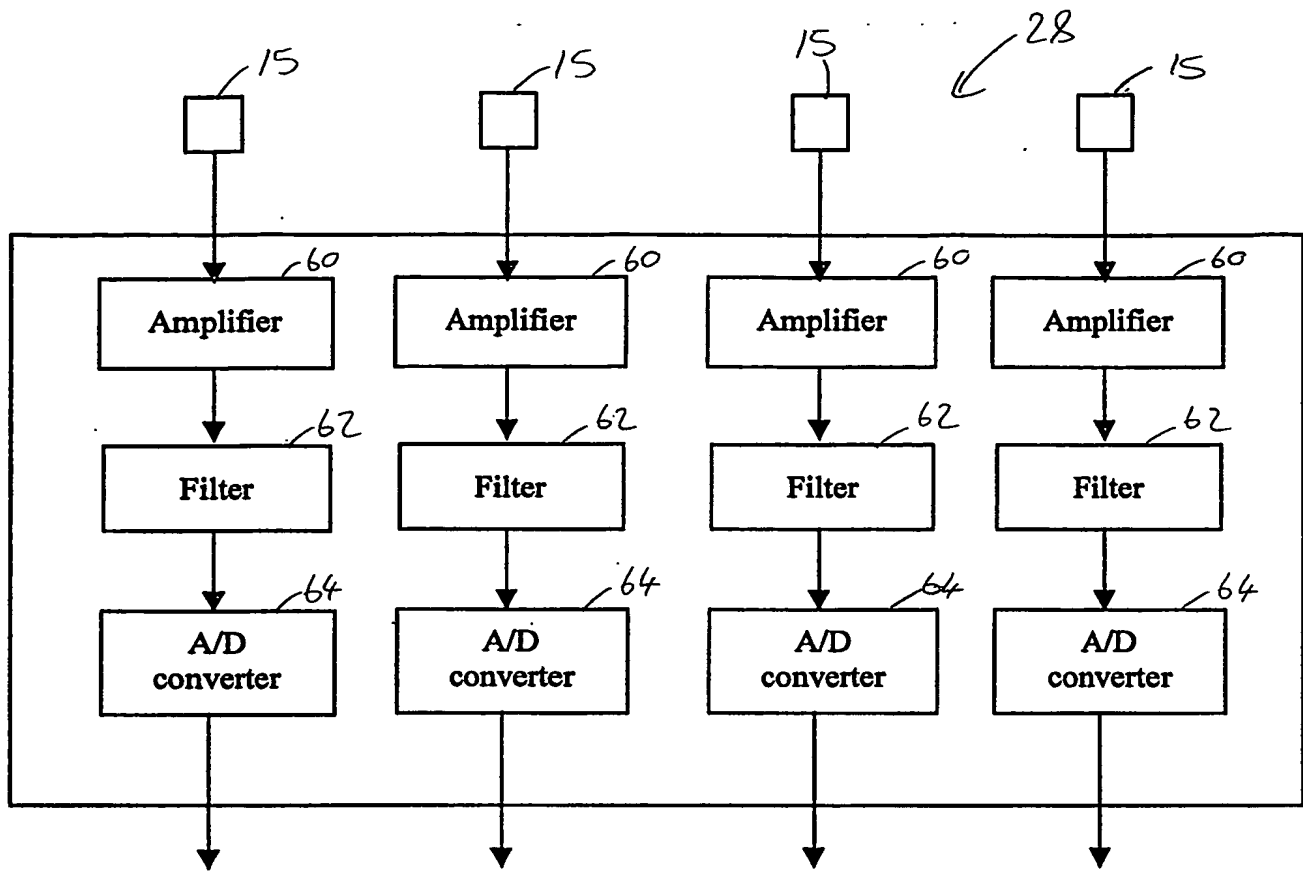 28
15 15 15 15
60 60 60 60
Amplifier Amplifier Amplifier Amplifier
62 62 62 62
Filter Filter Filter Filter
64 64 64 64
A/D A/D A/D A/D
converter converter converter converter